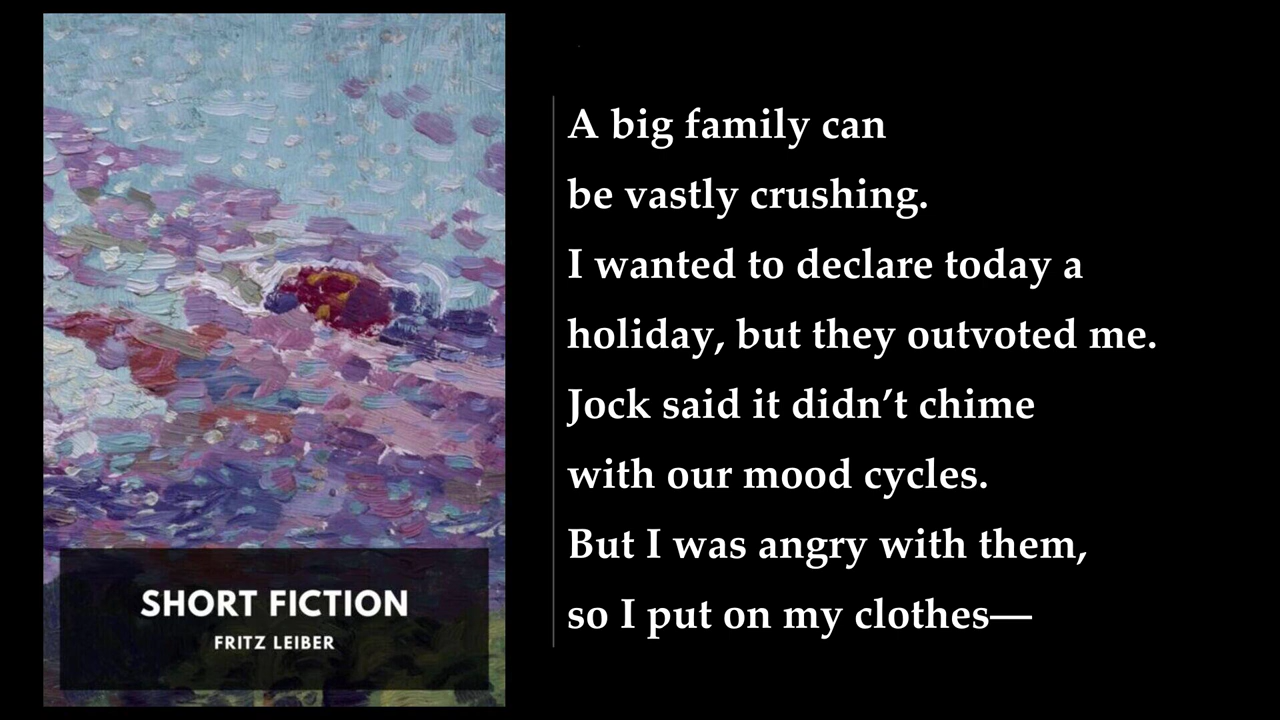 SHORT FICTION
FRITZ LEIBER
A big family can
be vastly crushing.
I wanted to declare today a
holiday, but they outvoted me.
Jock said it didn’t chime
with our mood cycles.
But I was angry with them,
so I put on my clothes—